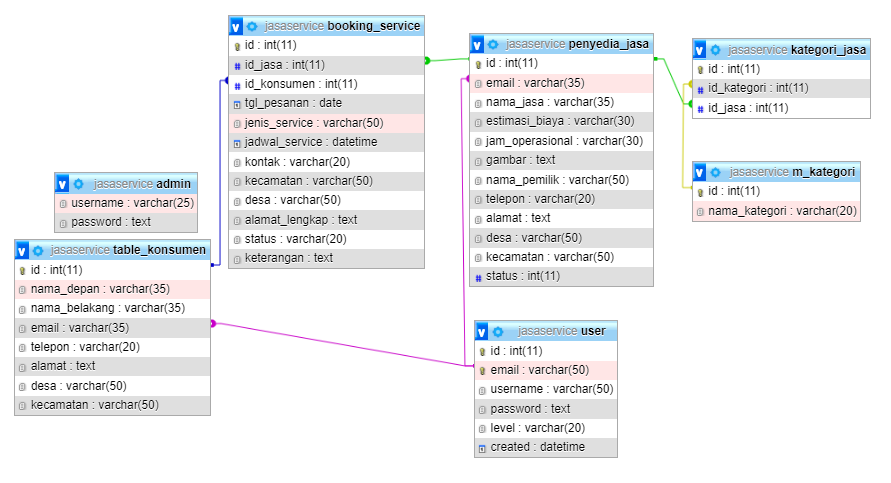 jasaservice booking_service
id : int(11)
id_jasa : int(11)
id_konsumen : int(11)
tgl_pesanan : date
jenis_service : varchar(50)
jadwal_service : datetime
kontak : varchar(20)
kecamatan : varchar(50)
desa : varchar(50)
alamat_lengkap : text
status : varchar(20)
keterangan : text
jasaservice penyedia_jasa
id : int(11)
email : varchar(35)
nama_jasa : varchar(35)
estimasi_biaya : varchar(30)
jam_operasional : varchar(30)
gambar : text
nama_pemilik : varchar(50)
telepon : varchar(20)
alamat : text
desa : varchar(50)
kecamatan : varchar(50)
status : int(11)
jasaservice kategori_jasa
id : int(11)
id_kategori : int(11)
id_jasa : int(11)
jasaservice m_kategori
id : int(11)
nama_kategori : varchar(20)
jasaservice admin
username : varchar(25)
password : text
jasaservice table_konsumen
id : int(11)
nama_depan : varchar(35)
nama_belakang : varchar(35)
email : varchar(35)
telepon : varchar(20)
alamat : text
desa : varchar(50)
kecamatan : varchar(50)
jasaservice user
id : int(11)
email : varchar(50)
username : varchar(50)
password : text
level : varchar(20)
created : datetime